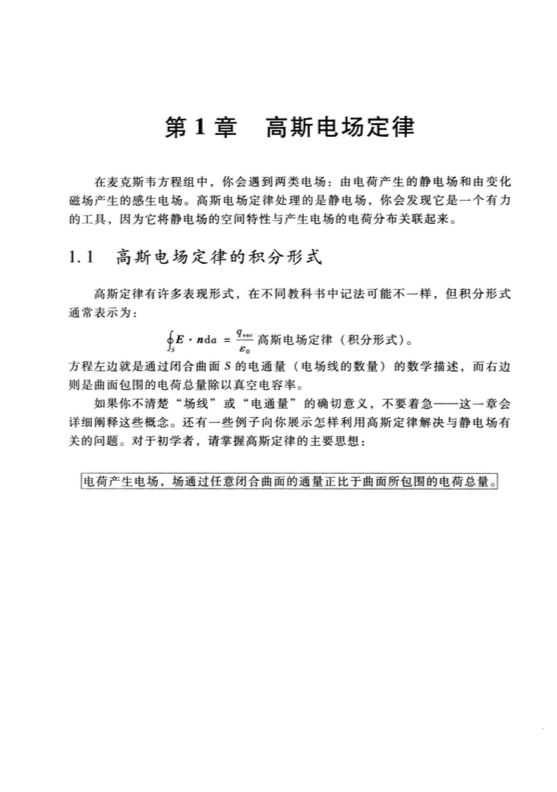 第1章 高斯电场定律
在麦克斯韦方程组中，你会遇到两类电场：由电荷产生的静电场和由变化
磁场产生的感生电场。高斯电场定律处理的是静电场，你会发现它是一个有力
的工具，因为它将静电场的空间特性与产生电场的电荷分布关联起来。
1.1 高斯电场定律的积分形式
高斯定律有许多表现形式，在不同教科书中记法可能不一样，但积分形式
通常表示为：
∮_S E · n da = q_enc/ε_0 高斯电场定律（积分形式）。
方程左边就是通过闭合曲面 S 的电通量（电场线的数量）的数学描述，而右边
则是曲面包围的电荷总量除以真空电容率。
如果你不清楚“场线”或“电通量”的确切意义，不要着急——这一章会
详细阐释这些概念。还有一些例子向你展示怎样利用高斯定律解决与静电场有
关的问题。对于初学者，请掌握高斯定律的主要思想：
电荷产生电场，场通过任意闭合曲面的通量正比于曲面所包围的电荷总量。